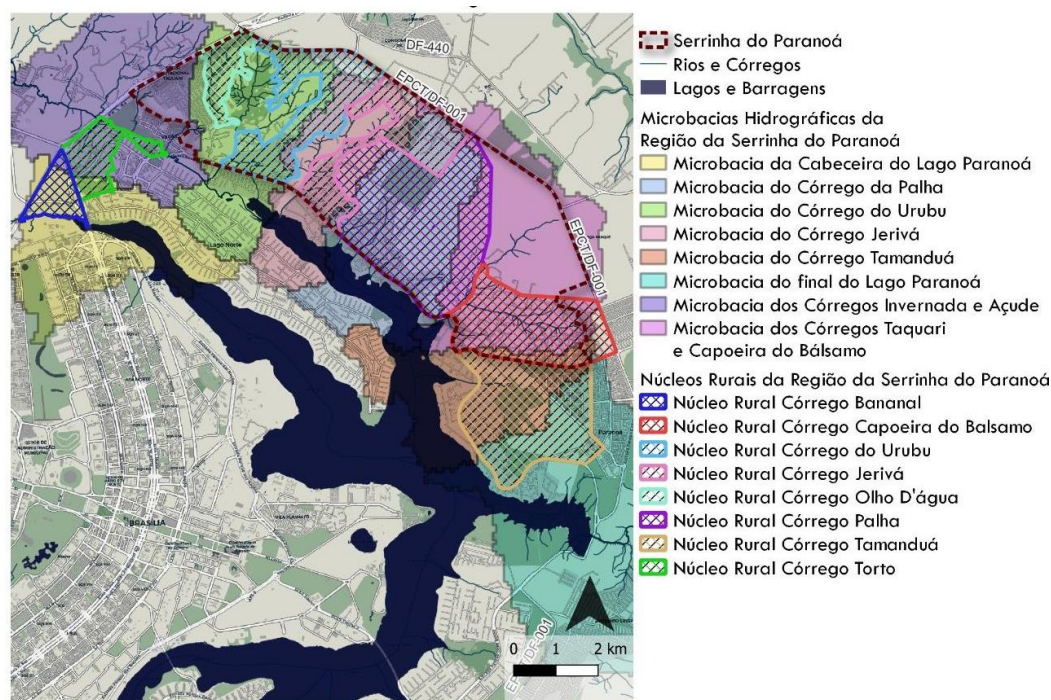 DF-440
EPCT/DF-001
EPCT/DF-001
Lago Norte
Paranoá
BRASÍLIA
VILA PLANALTO
ASA NORTE
EPCT/DF-001
0 1 2 km
Serrinha do Paranoá
Rios e Córregos
Lagos e Barragens
Microbacias Hidrográficas da
Região da Serrinha do Paranoá
Microbacia da Cabeceira do Lago Paranoá
Microbacia do Córrego da Palha
Microbacia do Córrego do Urubu
Microbacia do Córrego Jerivá
Microbacia do Córrego Tamanduá
Microbacia do final do Lago Paranoá
Microbacia dos Córregos Invernada e Açude
Microbacia dos Córregos Taquari
e Capoeira do Bálsamo
Núcleos Rurais da Região da Serrinha do Paranoá
Núcleo Rural Córrego Bananal
Núcleo Rural Córrego Capoeira do Balsamo
Núcleo Rural Córrego do Urubu
Núcleo Rural Córrego Jerivá
Núcleo Rural Córrego Olho D'água
Núcleo Rural Córrego Palha
Núcleo Rural Córrego Tamanduá
Núcleo Rural Córrego Torto